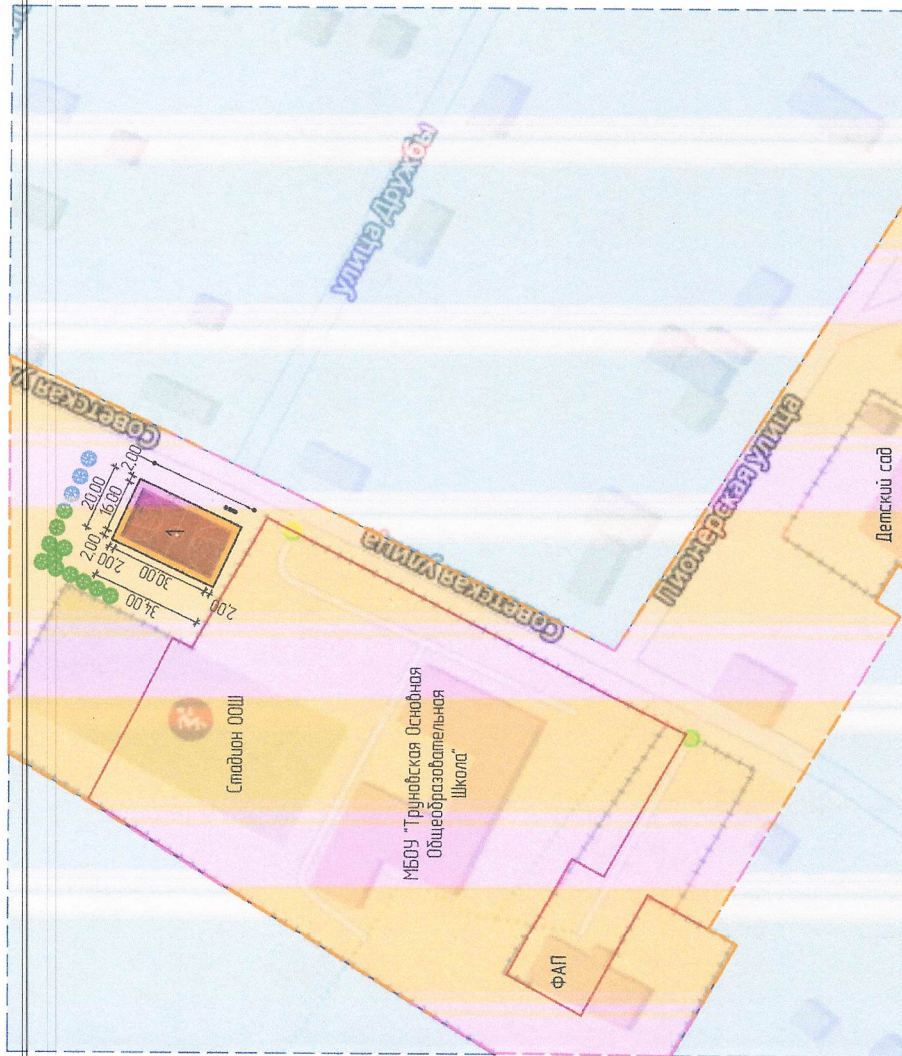 улица Дружбы
Советская у
2.00
20.00
16.00
2.00
2.00
30.00
34.00
2.00
1
Советская улица
Пионерская улица
Стадион ООШ
МБОУ "Труновская Основная
Общеобразовательная
Школа"
ФАП
Детский сад